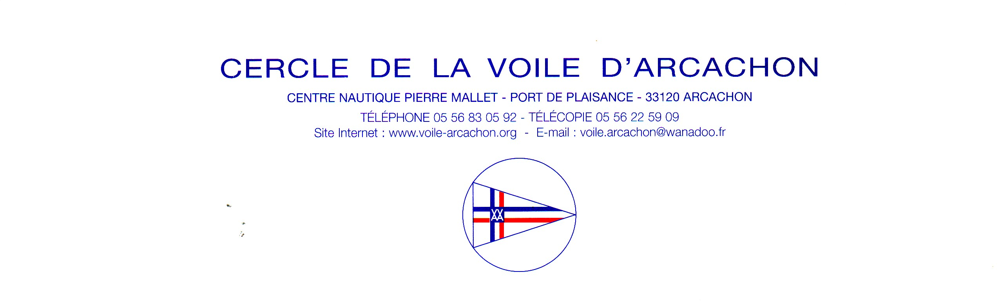 CERCLE DE LA VOILE D'ARCACHON
CENTRE NAUTIQUE PIERRE MALLET - PORT DE PLAISANCE - 33120 ARCACHON
TÉLÉPHONE 05 56 83 05 92 - TÉLÉCOPIE 05 56 22 59 09
Site Internet : www.voile-arcachon.org - E-mail : voile.arcachon@wanadoo.fr